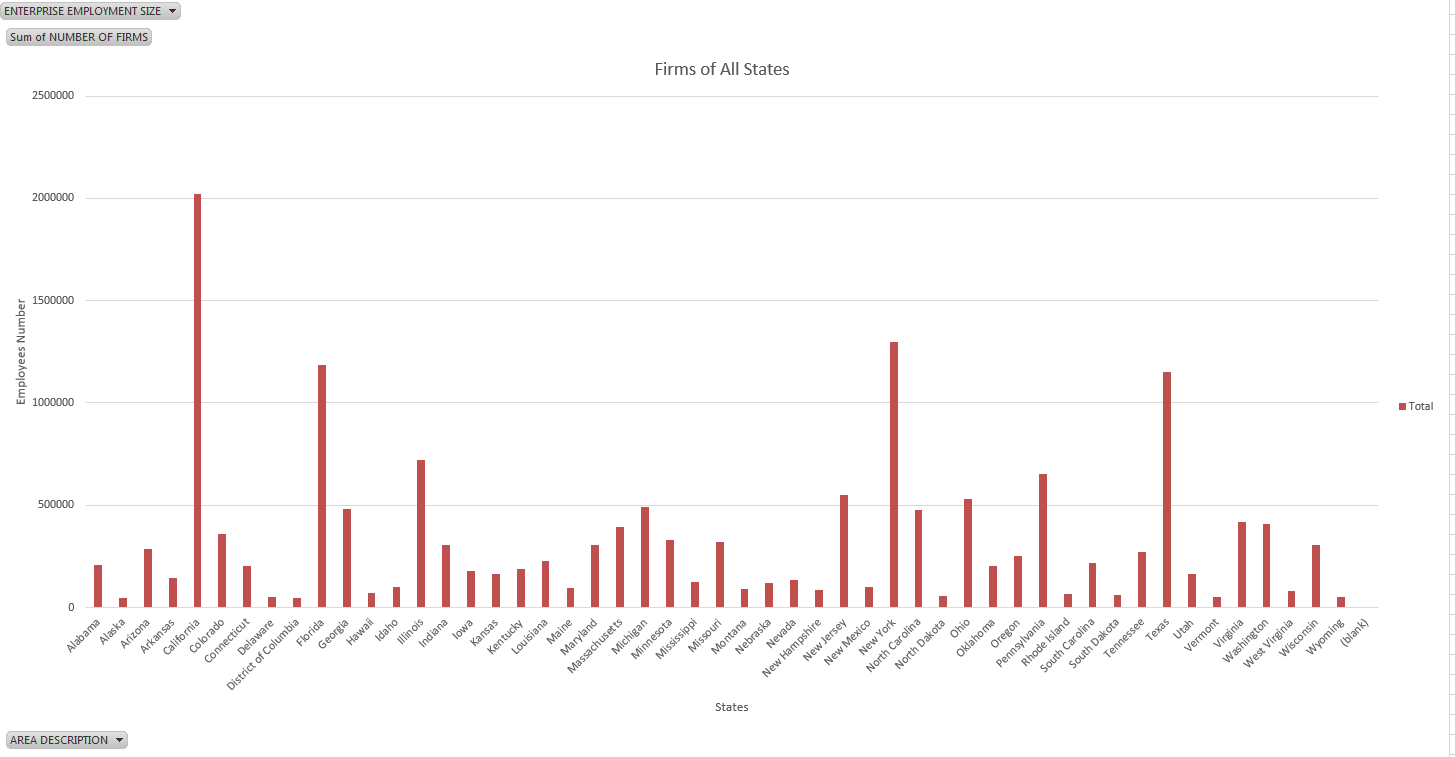 ENTERPRISE EMPLOYMENT SIZE
Sum of NUMBER OF FIRMS
Firms of All States
2500000
2000000
1500000
1000000
500000
0
Employees Number
Total
Alabama
Alaska
Arizona
Arkansas
California
Colorado
Connecticut
Delaware
District of Columbia
Florida
Georgia
Hawaii
Idaho
Illinois
Indiana
Iowa
Kansas
Kentucky
Louisiana
Maine
Maryland
Massachusetts
Michigan
Minnesota
Mississippi
Missouri
Montana
Nebraska
Nevada
New Hampshire
New Jersey
New Mexico
New York
North Carolina
North Dakota
Ohio
Oklahoma
Oregon
Pennsylvania
Rhode Island
South Carolina
South Dakota
Tennessee
Texas
Utah
Vermont
Virginia
Washington
West Virginia
Wisconsin
Wyoming
(blank)
States
AREA DESCRIPTION